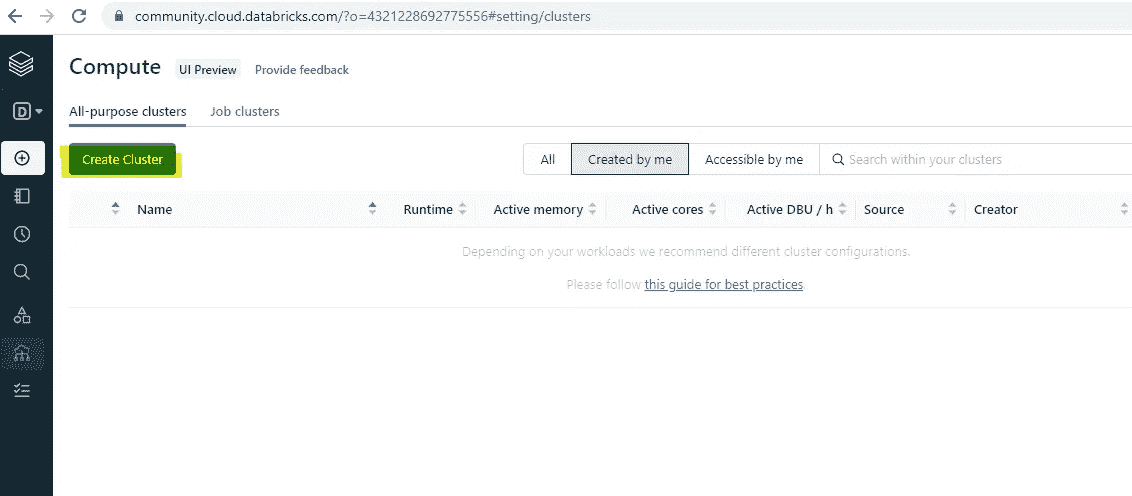 community.cloud.databricks.com/?o=4321228692775556#setting/clusters
Compute UI Preview Provide feedback
D
All-purpose clusters Job clusters
Create Cluster All Created by me Accessible by me Search within your clusters
Name Runtime Active memory Active cores Active DBU / h Source Creator
Depending on your workloads we recommend different cluster configurations.
Please follow this guide for best practices